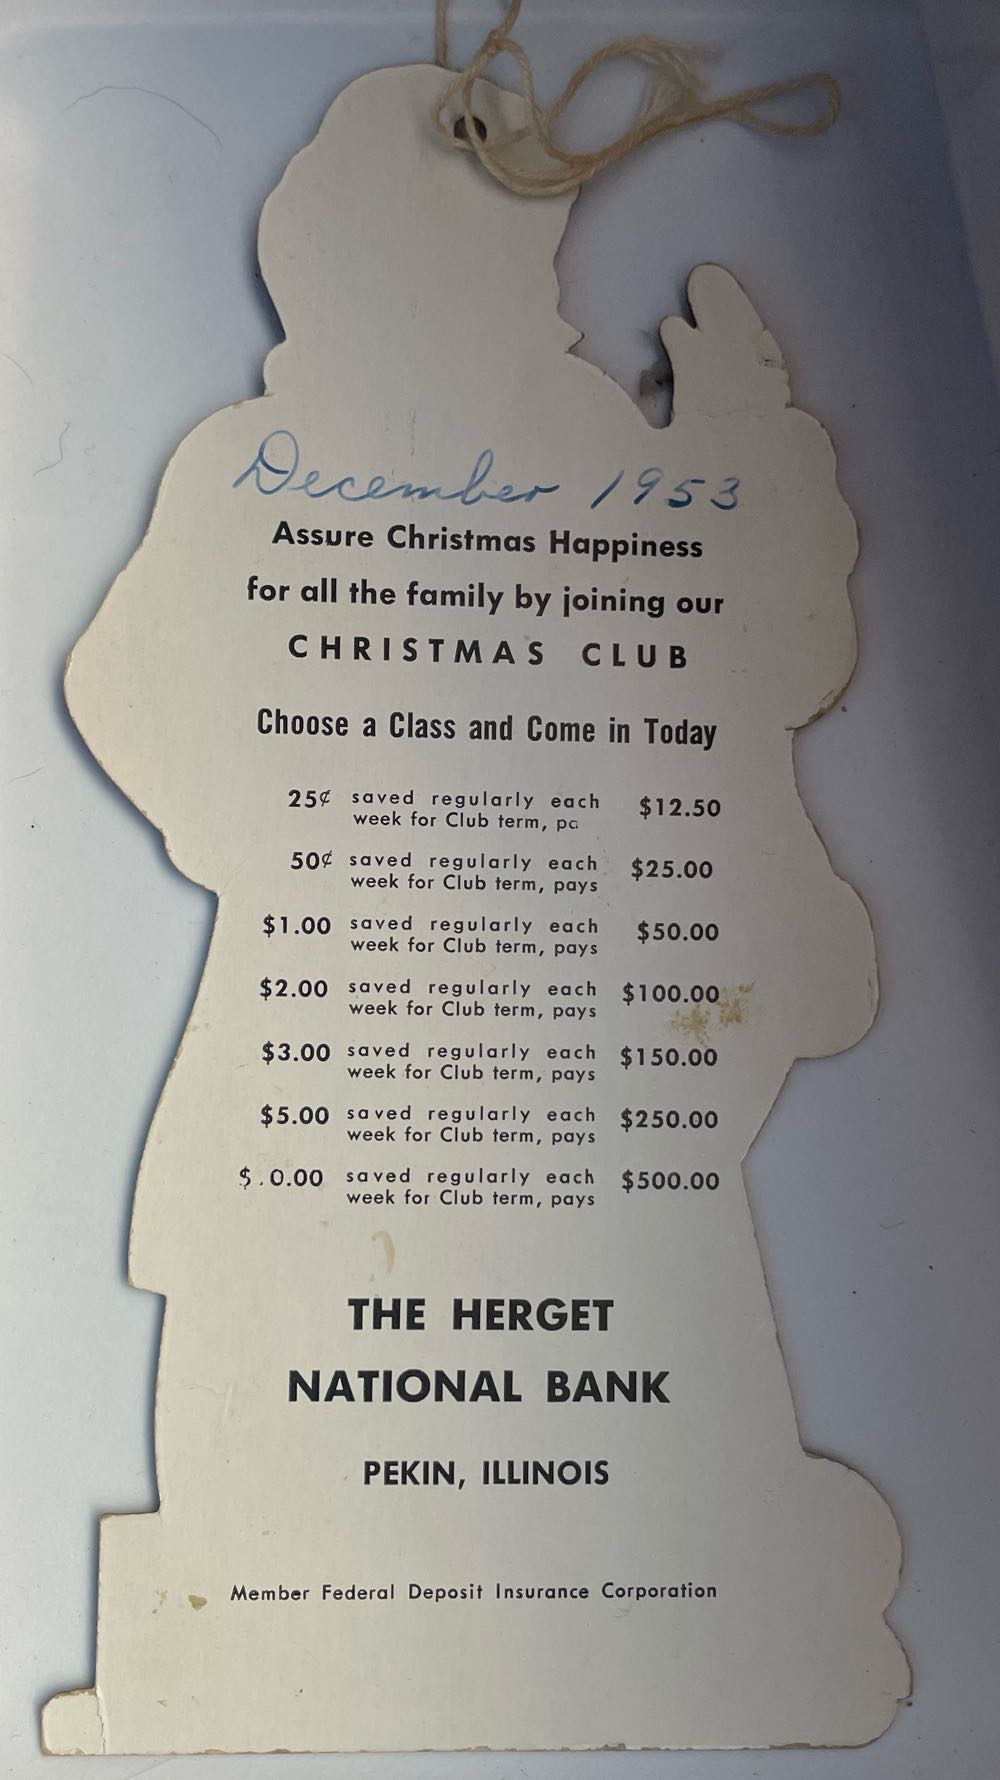 December 1953
Assure Christmas Happiness
for all the family by joining our
CHRISTMAS CLUB
Choose a Class and Come in Today
25¢ saved regularly each $12.50
week for Club term, pa
50¢ saved regularly each $25.00
week for Club term, pays
$1.00 saved regularly each $50.00
week for Club term, pays
$2.00 saved regularly each $100.00
week for Club term, pays
$3.00 saved regularly each $150.00
week for Club term, pays
$5.00 saved regularly each $250.00
week for Club term, pays
$.0.00 saved regularly each $500.00
week for Club term, pays
THE HERGET
NATIONAL BANK
PEKIN, ILLINOIS
Member Federal Deposit Insurance Corporation